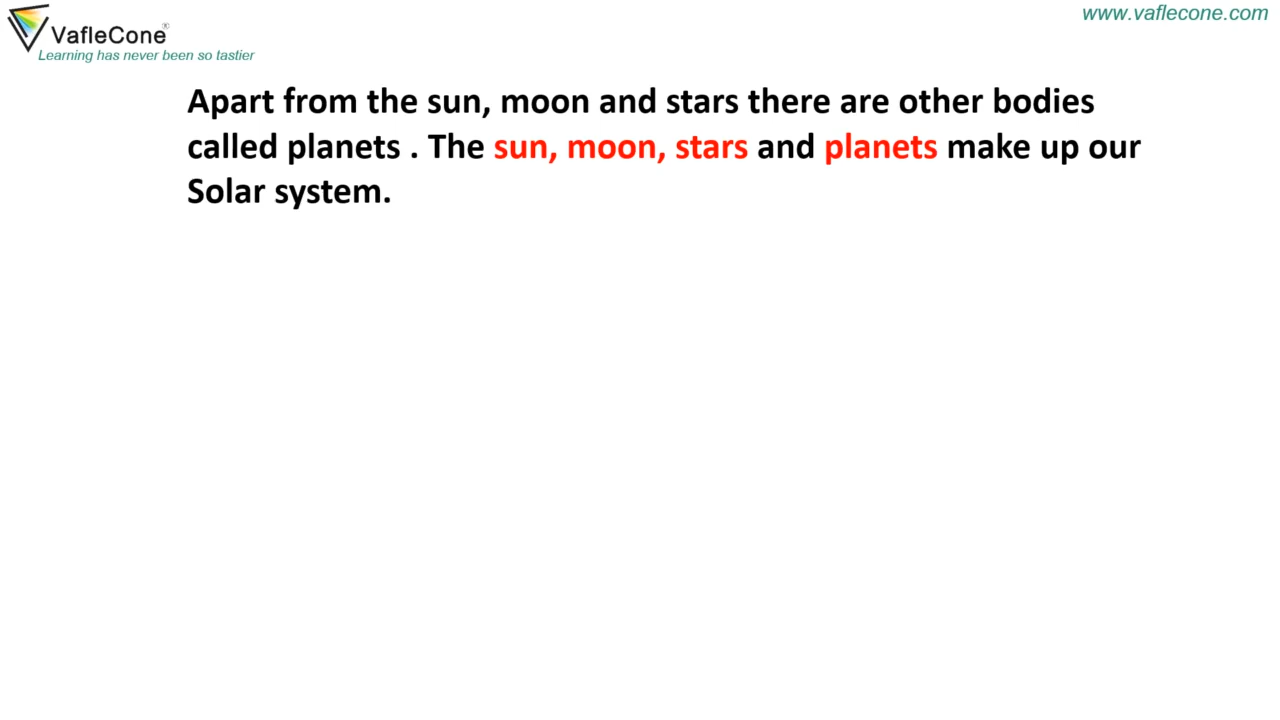 VafleCone®
Learning has never been so tastier
www.vaflecone.com
Apart from the sun, moon and stars there are other bodies
called planets . The sun, moon, stars and planets make up our
Solar system.